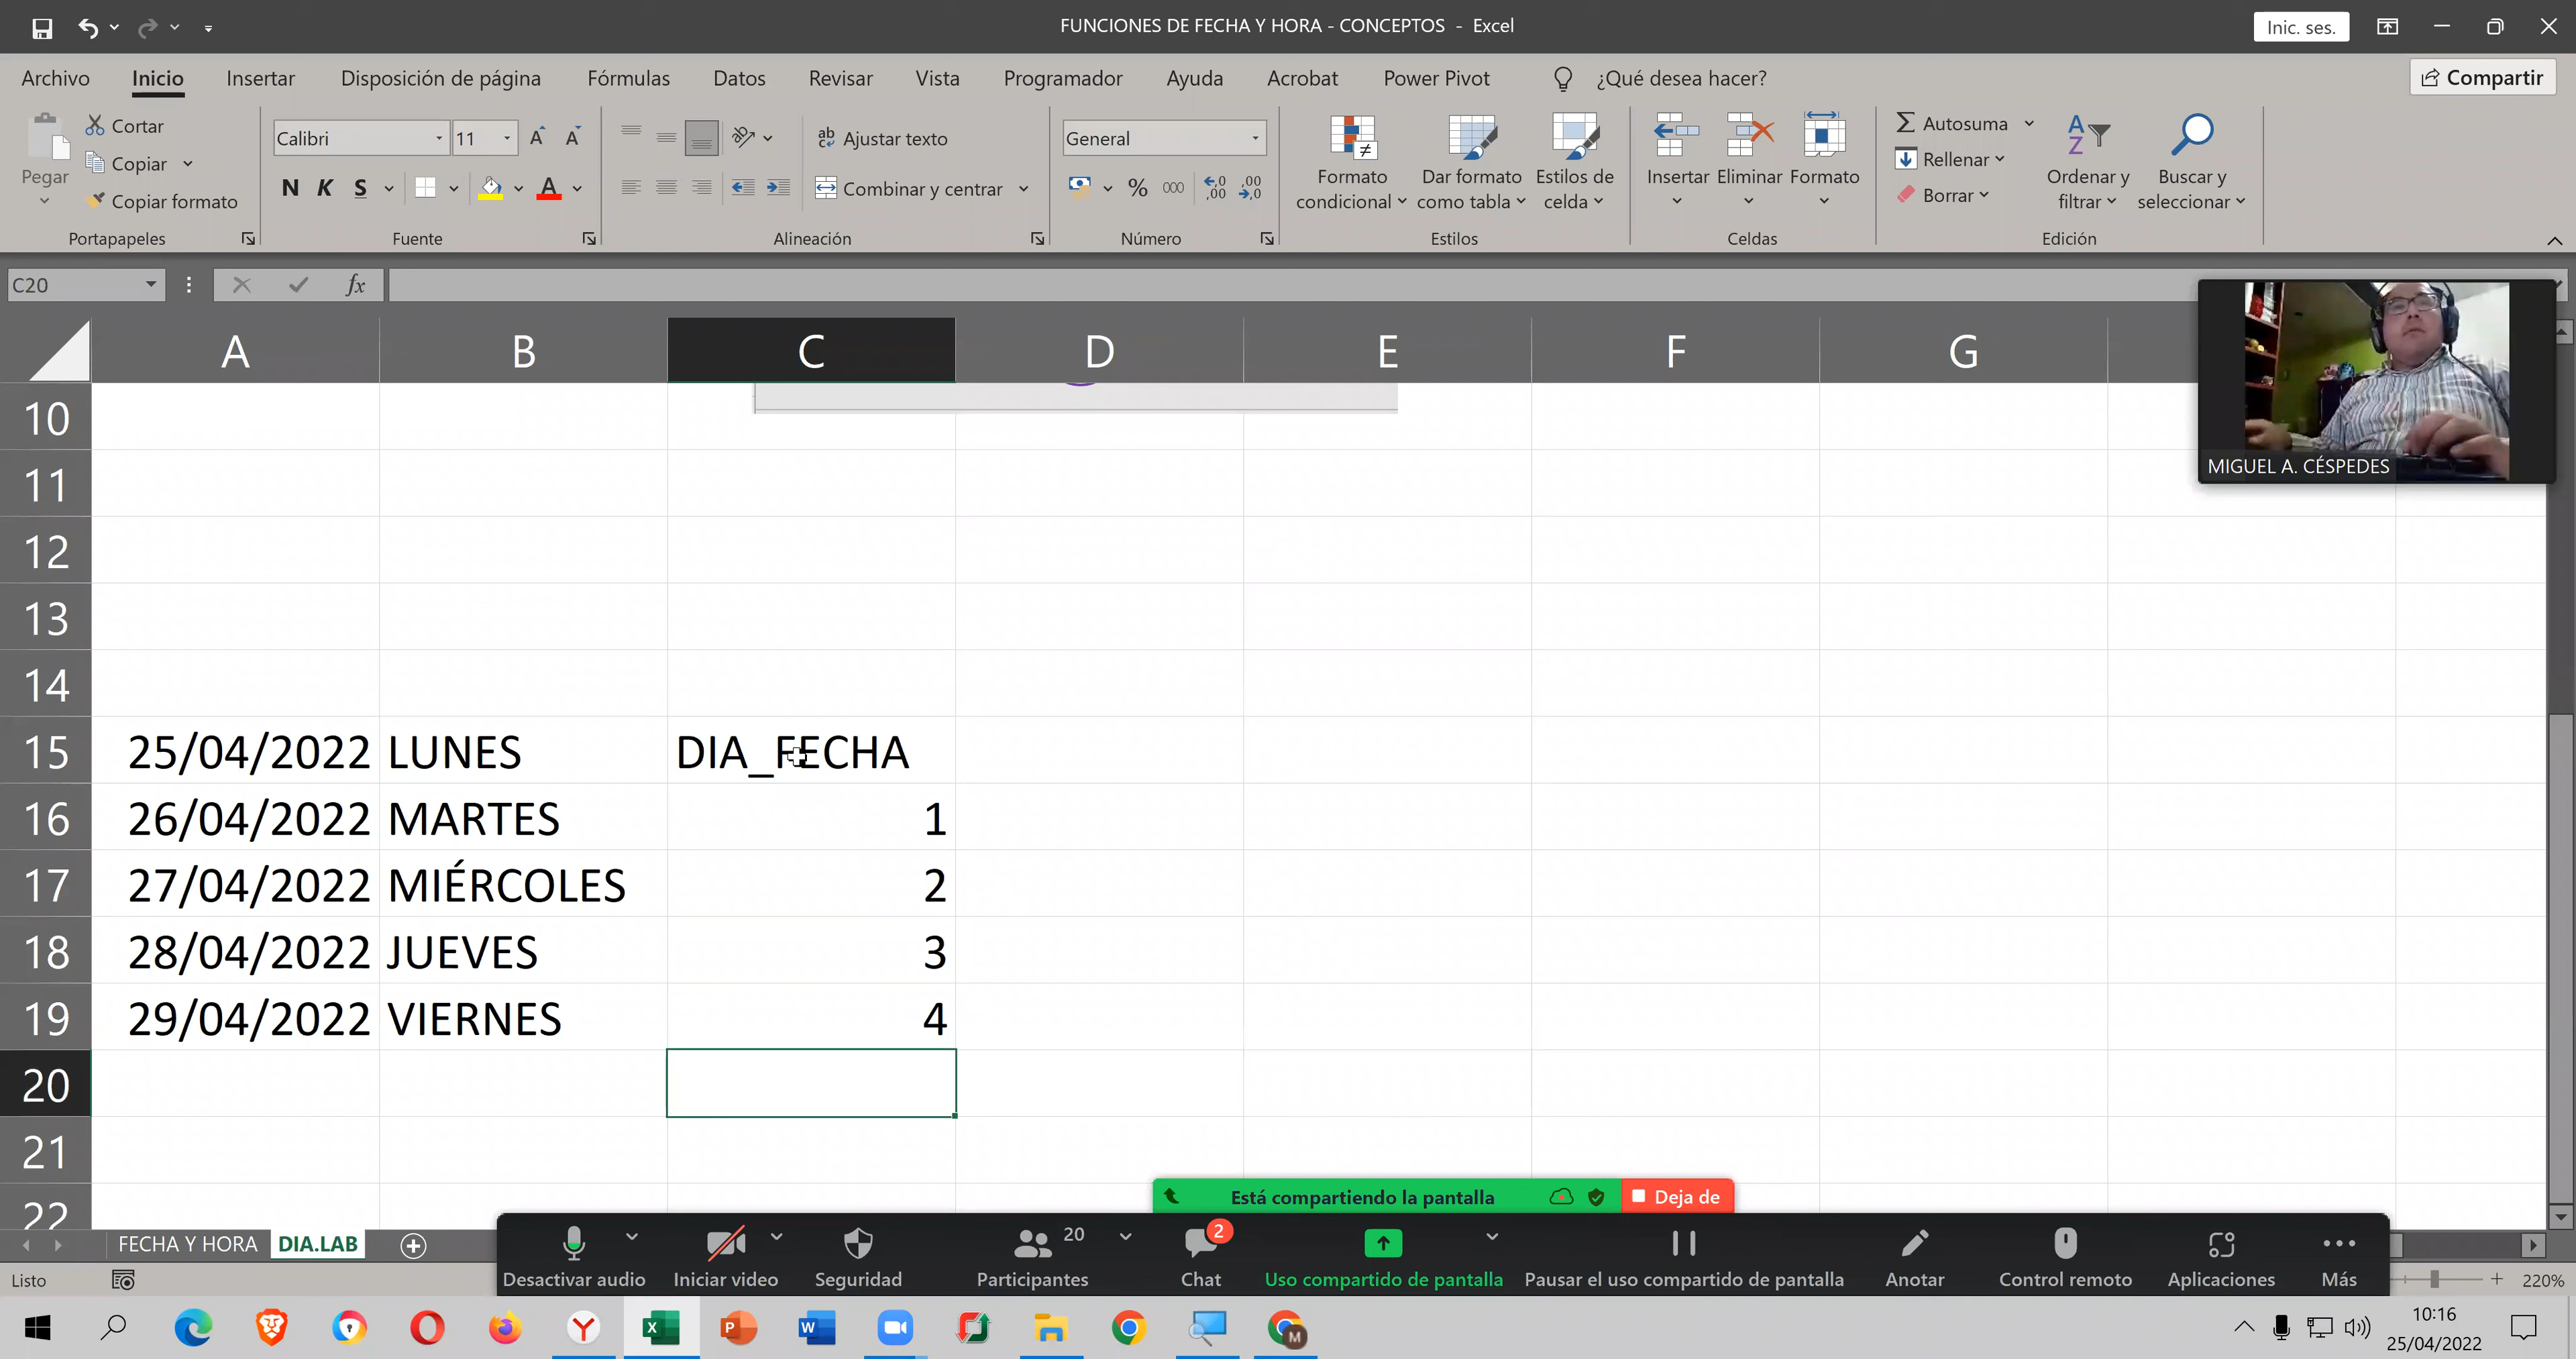 FUNCIONES DE FECHA Y HORA - CONCEPTOS - Excel
Inic. ses.
Archivo Inicio Insertar Disposición de página Fórmulas Datos Revisar Vista Programador Ayuda Acrobat Power Pivot ¿Qué desea hacer? Compartir
Pegar
Cortar
Copiar
Copiar formato
Portapapeles
Calibri 11
N K S
Fuente
Ajustar texto
Combinar y centrar
Alineación
General
% 000
Número
Formato condicional
Dar formato como tabla
Estilos de celda
Estilos
Insertar Eliminar Formato
Celdas
Autosuma
Rellenar
Borrar
Ordenar y filtrar
Buscar y seleccionar
Edición
C20
fx
MIGUEL A. CÉSPEDES
A B C D E F G
10
11
12
13
14
15 25/04/2022 LUNES DIA_FECHA
16 26/04/2022 MARTES 1
17 27/04/2022 MIÉRCOLES 2
18 28/04/2022 JUEVES 3
19 29/04/2022 VIERNES 4
20
21
22
Está compartiendo la pantalla Deja de
FECHA Y HORA DIA.LAB
Listo
20
2
Desactivar audio Iniciar video Seguridad Participantes Chat Uso compartido de pantalla Pausar el uso compartido de pantalla Anotar Control remoto Aplicaciones Más
220%
10:16
25/04/2022